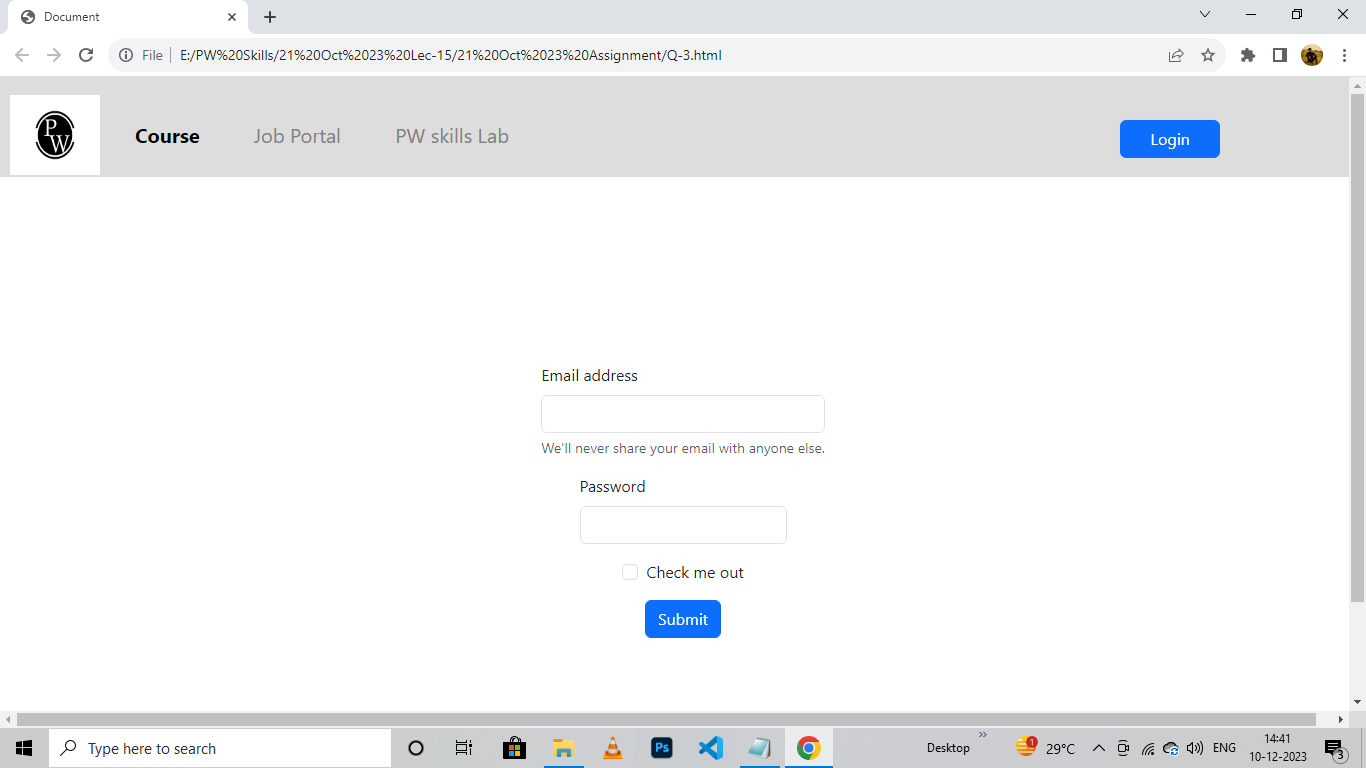 Document
File
E:/PW%20Skills/21%20Oct%2023%20Lec-15/21%20Oct%2023%20Assignment/Q-3.html
PW
Course Job Portal PW skills Lab Login
Email address
We'll never share your email with anyone else.
Password
Check me out
Submit
Type here to search
Ps
Desktop
»
1
29°C
ENG
14:41
10-12-2023
3